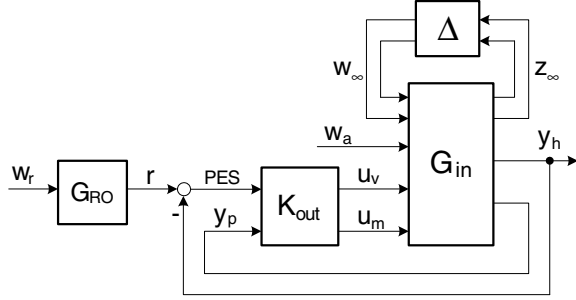 Δ
w∞ z∞
w_a
y_h
G_in
w_r G_RO r PES K_out u_v
-
y_p u_m